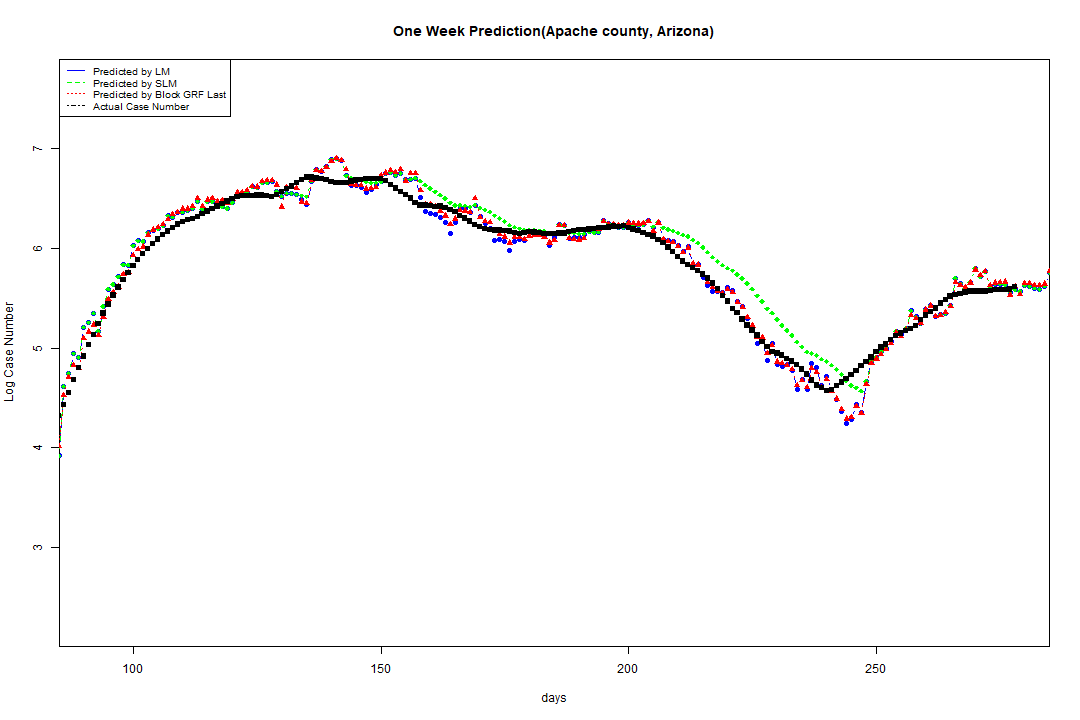 One Week Prediction(Apache county, Arizona)
Predicted by LM
Predicted by SLM
Predicted by Block GRF Last
Actual Case Number
7
6
5
4
3
Log Case Number
100 150 200 250
days